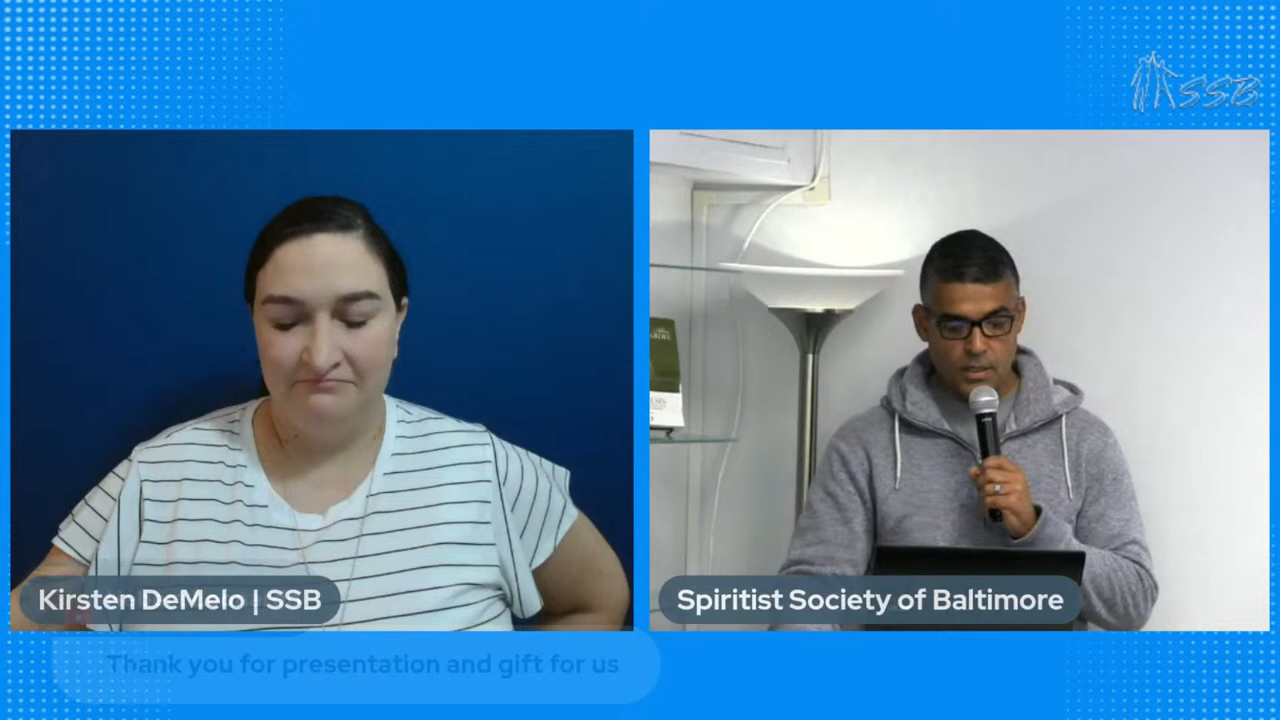 SSB
Kirsten DeMelo | SSB
Spiritist Society of Baltimore
Thank you for presentation and gift for us